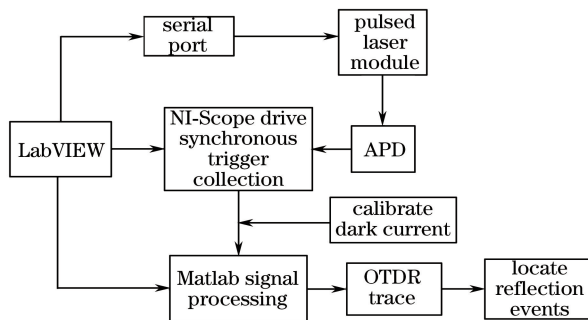 serial
port
pulsed
laser
module
LabVIEW
NI-Scope drive
synchronous
trigger
collection
APD
calibrate
dark current
Matlab signal
processing
OTDR
trace
locate
reflection
events